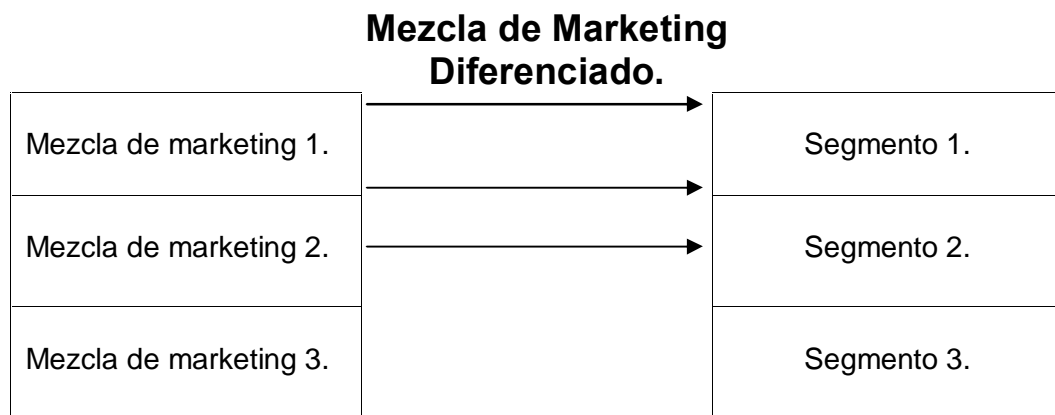 Mezcla de Marketing
Diferenciado.
Mezcla de marketing 1.
Segmento 1.
Mezcla de marketing 2.
Segmento 2.
Mezcla de marketing 3.
Segmento 3.